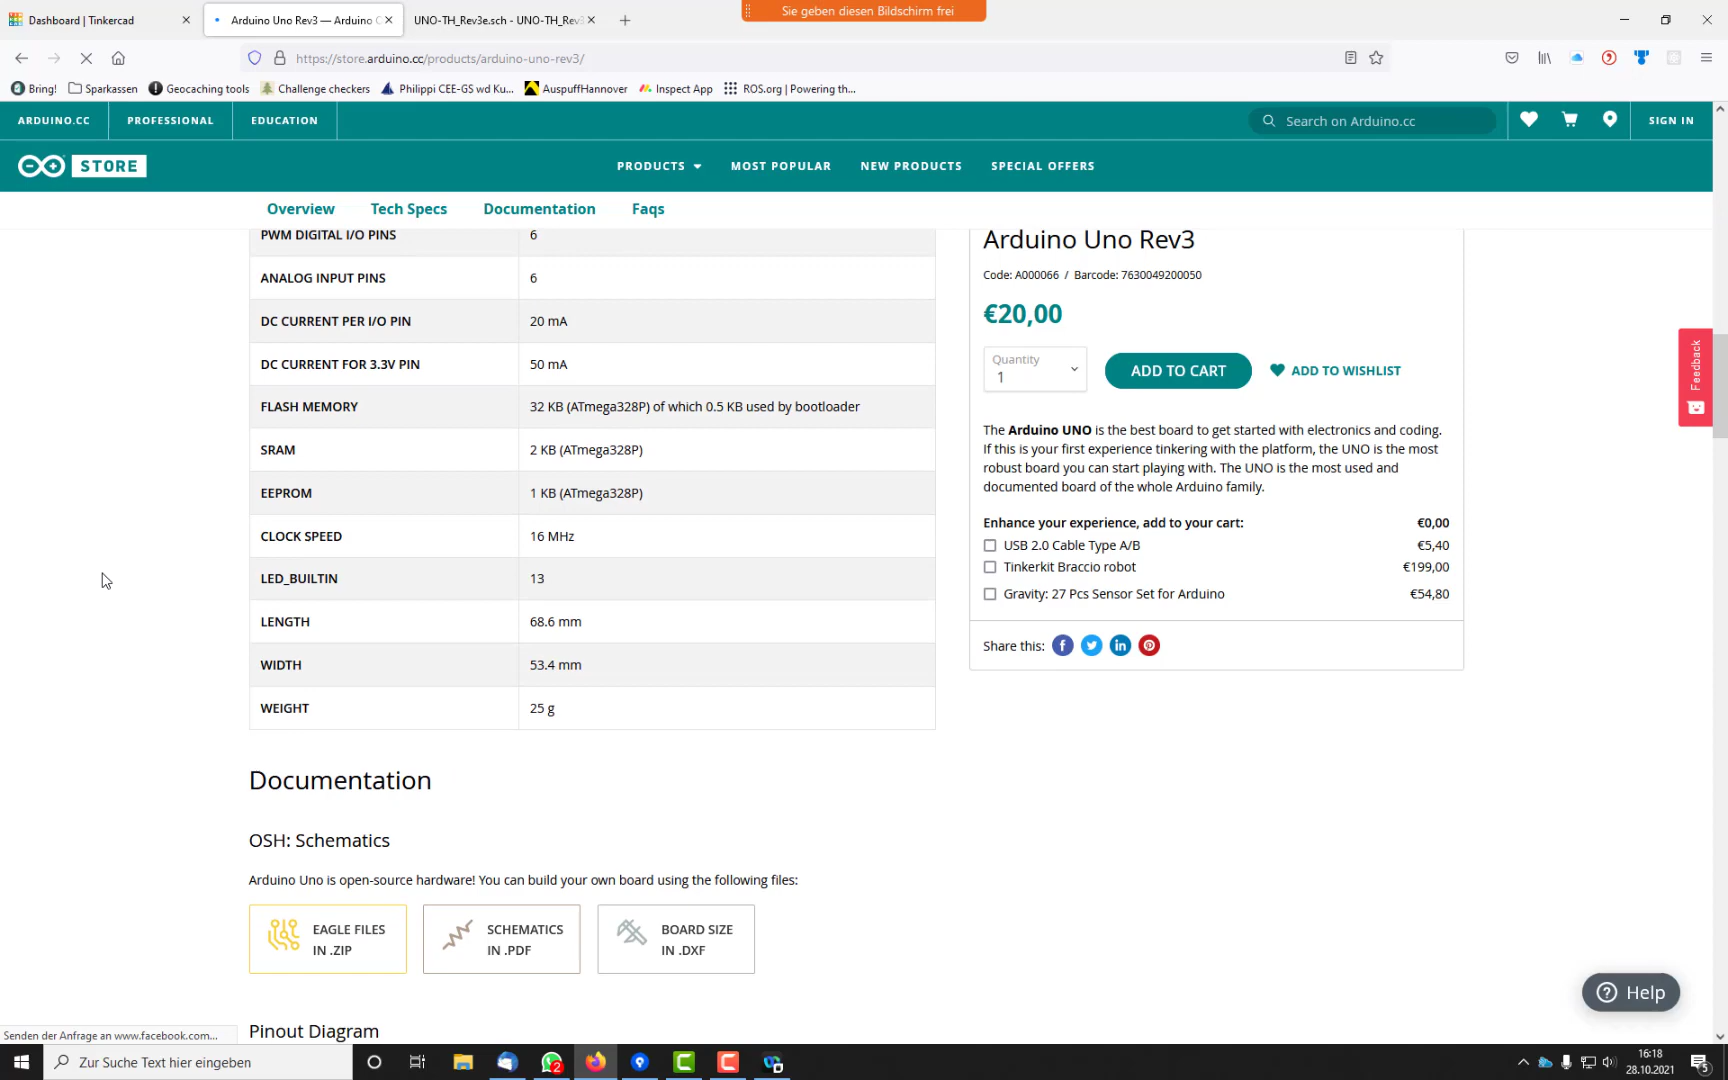 Dashboard | Tinkercad
Arduino Uno Rev3 — Arduino C
UNO-TH_Rev3e.sch - UNO-TH_Rev3
Sie geben diesen Bildschirm frei
https://store.arduino.cc/products/arduino-uno-rev3/
Bring!
Sparkassen
Geocaching tools
Challenge checkers
Philippi CEE-GS wd Ku...
AuspuffHannover
Inspect App
ROS.org | Powering th...
ARDUINO.CC
PROFESSIONAL
EDUCATION
Search on Arduino.cc
SIGN IN
STORE
PRODUCTS
MOST POPULAR
NEW PRODUCTS
SPECIAL OFFERS
Overview
Tech Specs
Documentation
Faqs
PWM DIGITAL I/O PINS 6
ANALOG INPUT PINS 6
DC CURRENT PER I/O PIN 20 mA
DC CURRENT FOR 3.3V PIN 50 mA
FLASH MEMORY 32 KB (ATmega328P) of which 0.5 KB used by bootloader
SRAM 2 KB (ATmega328P)
EEPROM 1 KB (ATmega328P)
CLOCK SPEED 16 MHz
LED_BUILTIN 13
LENGTH 68.6 mm
WIDTH 53.4 mm
WEIGHT 25 g
Arduino Uno Rev3
Code: A000066 / Barcode: 7630049200050
€20,00
Quantity
1
ADD TO CART
ADD TO WISHLIST
The Arduino UNO is the best board to get started with electronics and coding.
If this is your first experience tinkering with the platform, the UNO is the most
robust board you can start playing with. The UNO is the most used and
documented board of the whole Arduino family.
Enhance your experience, add to your cart: €0,00
USB 2.0 Cable Type A/B €5,40
Tinkerkit Braccio robot €199,00
Gravity: 27 Pcs Sensor Set for Arduino €54,80
Share this:
Feedback
Documentation
OSH: Schematics
Arduino Uno is open-source hardware! You can build your own board using the following files:
EAGLE FILES
IN .ZIP
SCHEMATICS
IN .PDF
BOARD SIZE
IN .DXF
Pinout Diagram
Help
Senden der Anfrage an www.facebook.com...
Zur Suche Text hier eingeben
2
16:18
28.10.2021
5